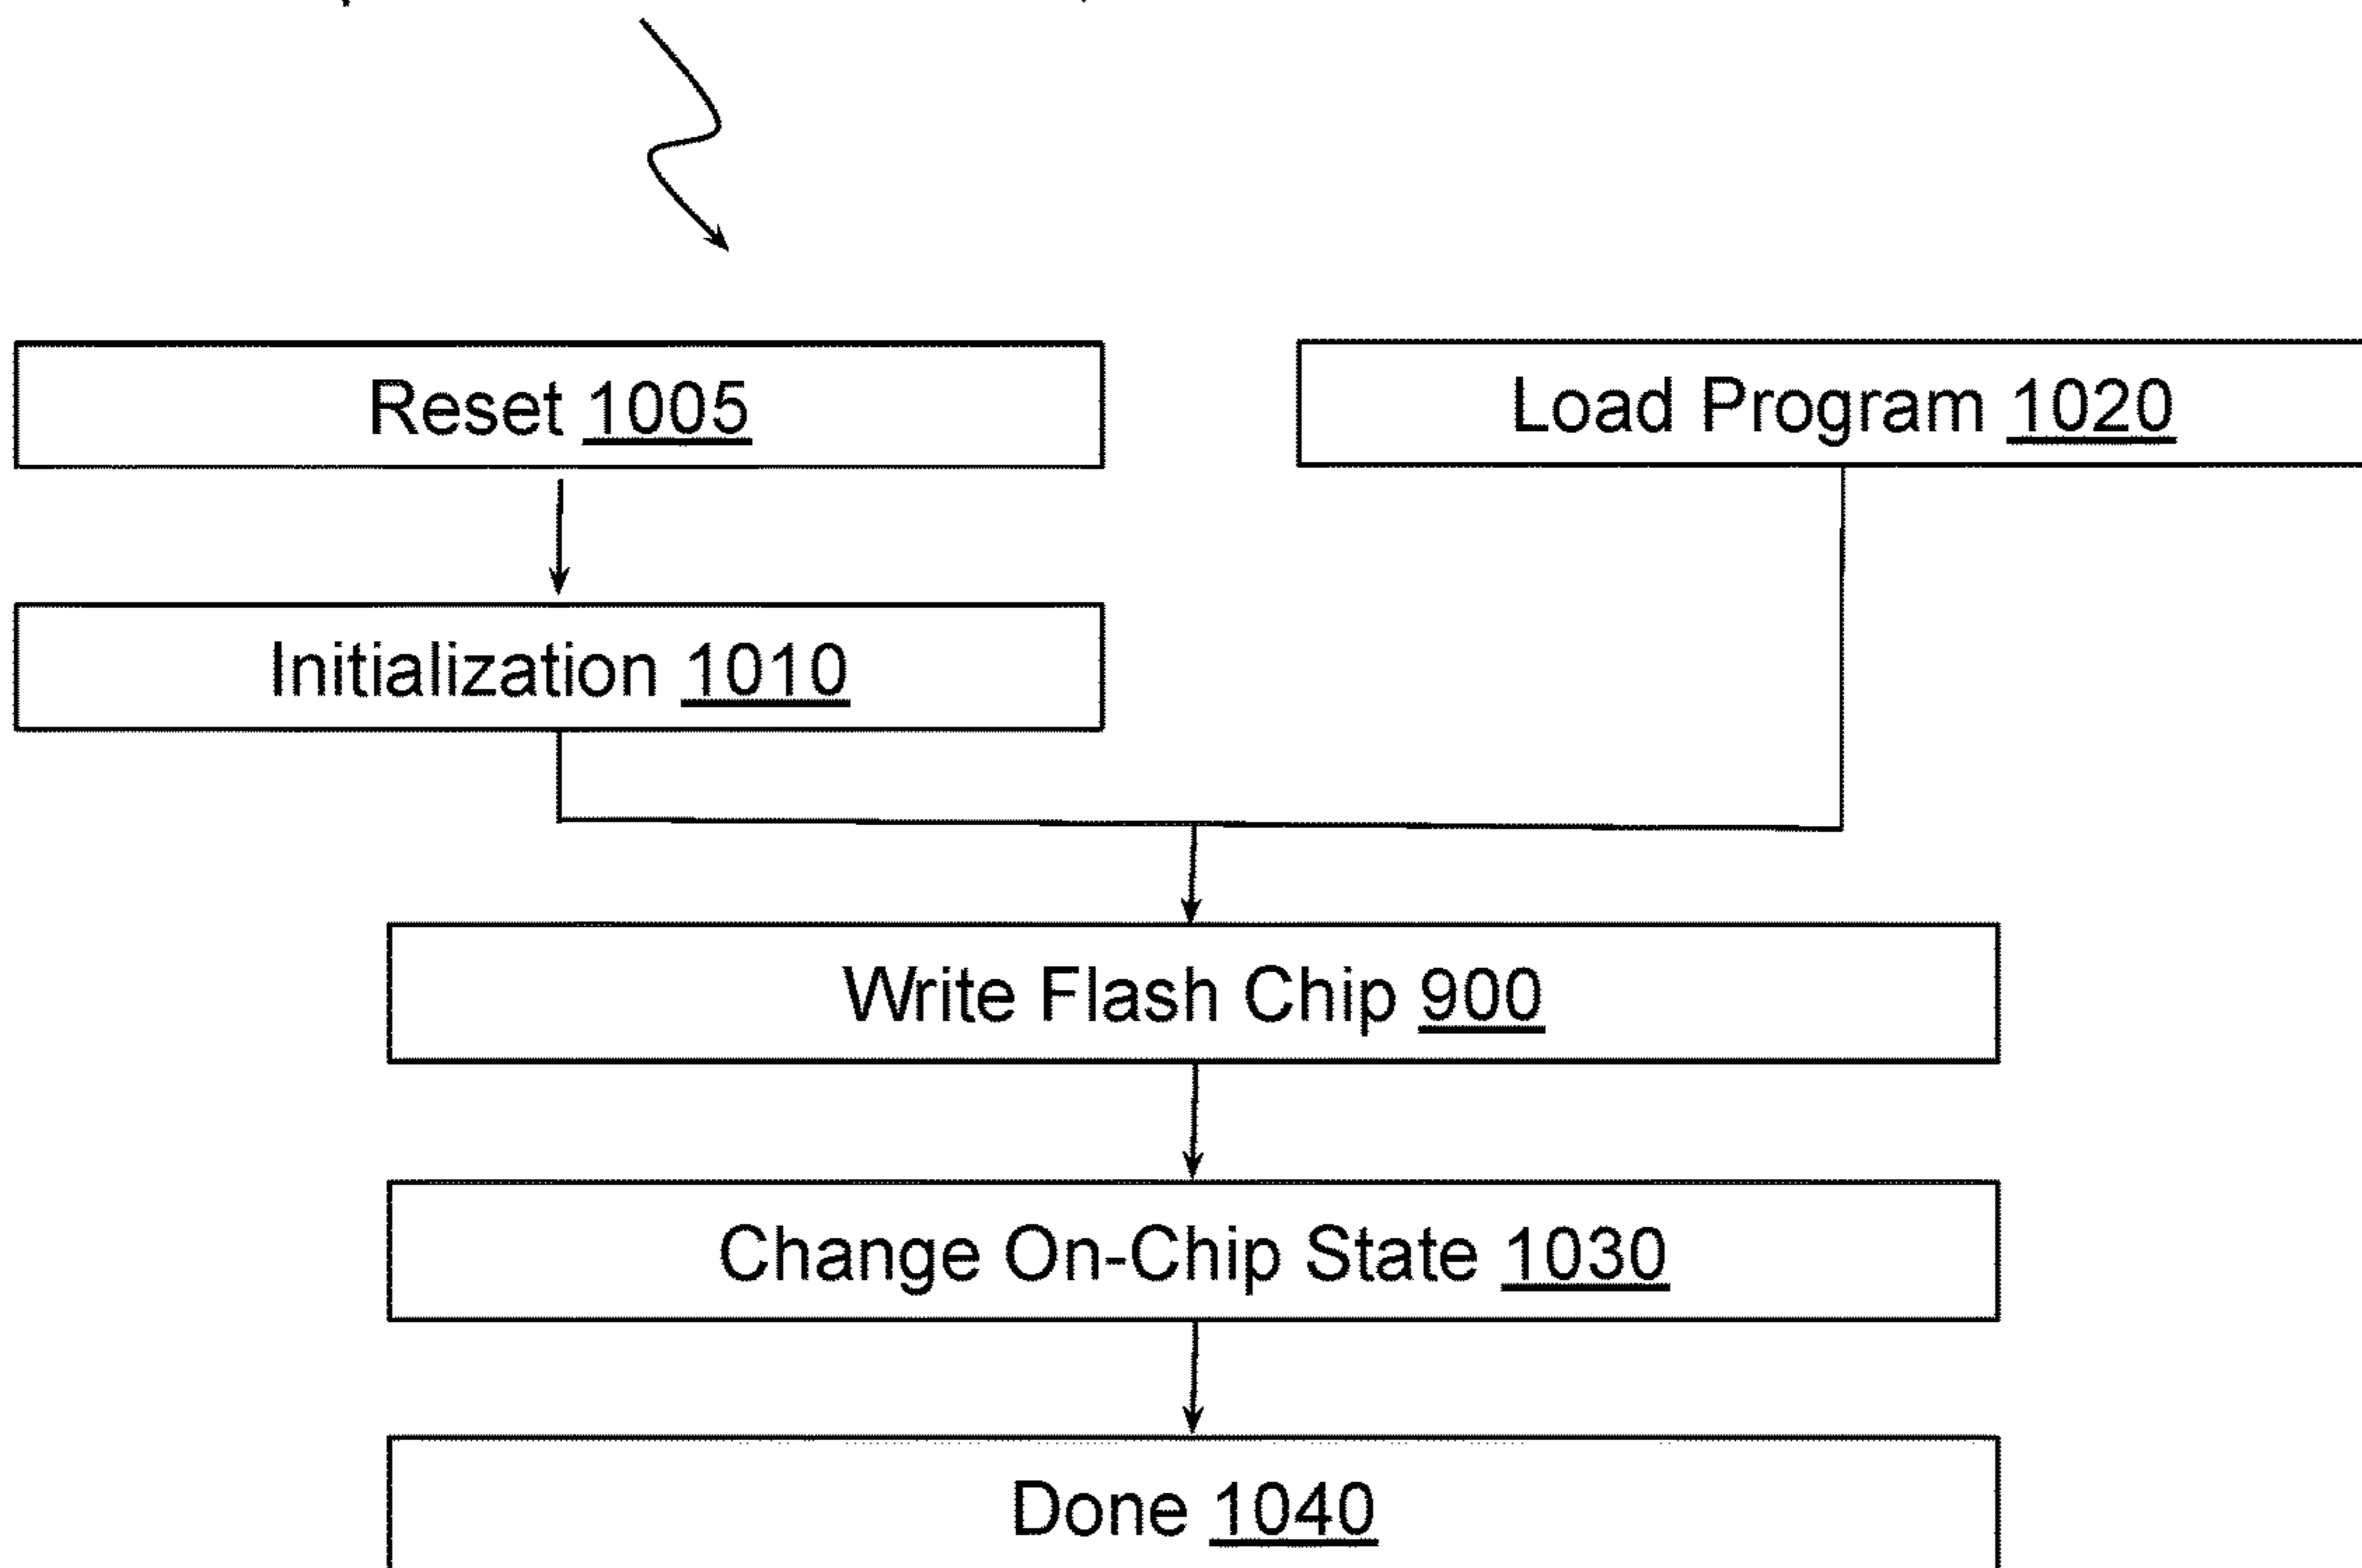 Reset 1005
Load Program 1020
Initialization 1010
Write Flash Chip 900
Change On-Chip State 1030
Done 1040